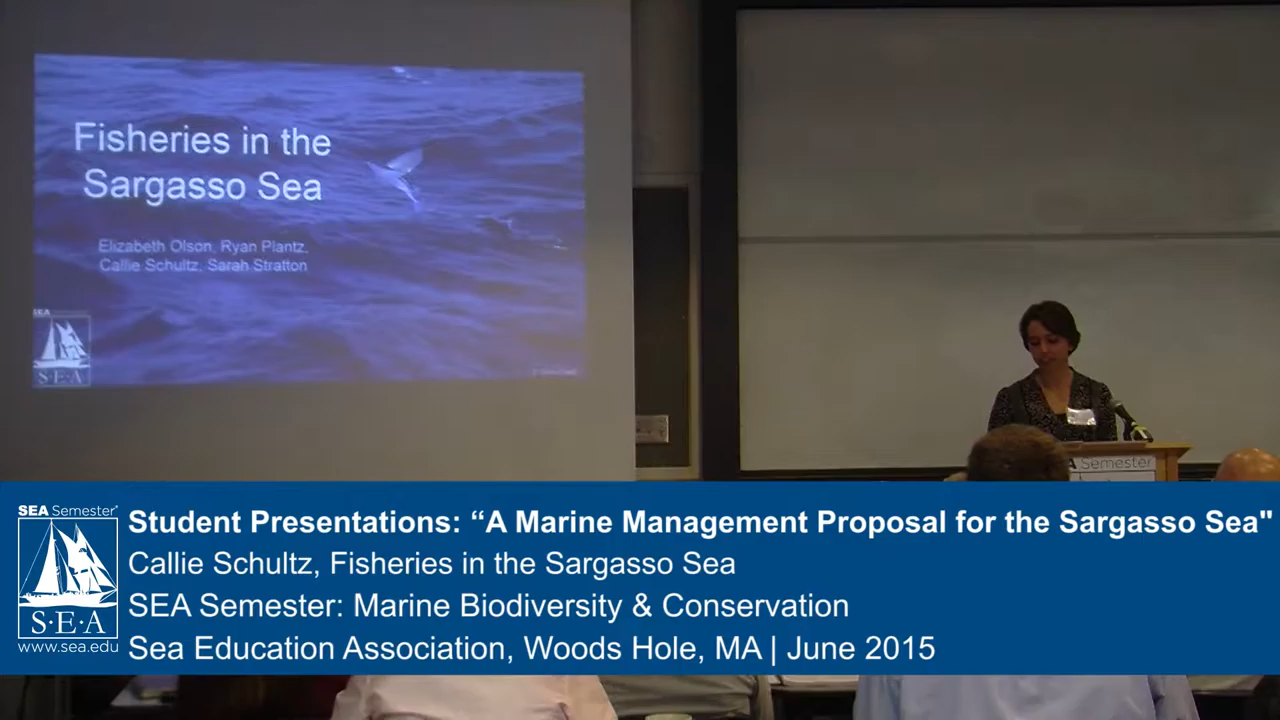 Fisheries in the
Sargasso Sea
Elizabeth Olson, Ryan Plantz,
Callie Schultz, Sarah Stratton
SEA
S·E·A
A Semester
SEA Semester®
S·E·A
www.sea.edu
Student Presentations: “A Marine Management Proposal for the Sargasso Sea"
Callie Schultz, Fisheries in the Sargasso Sea
SEA Semester: Marine Biodiversity & Conservation
Sea Education Association, Woods Hole, MA | June 2015